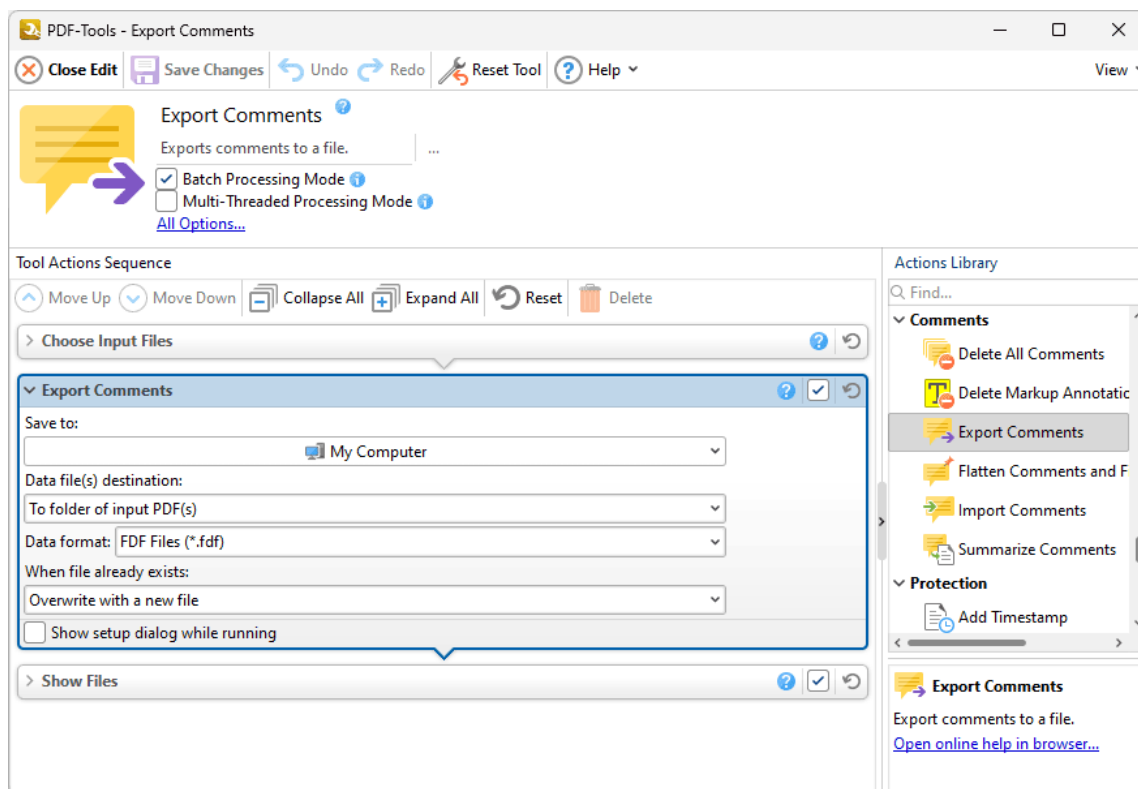 PDF-Tools - Export Comments
Close Edit Save Changes Undo Redo Reset Tool ? Help View
Export Comments ?
Exports comments to a file. ...
Batch Processing Mode i
Multi-Threaded Processing Mode i
All Options...
Tool Actions Sequence
Move Up Move Down Collapse All Expand All Reset Delete
Choose Input Files ?
Export Comments ?
Save to:
My Computer
Data file(s) destination:
To folder of input PDF(s)
Data format: FDF Files (*.fdf)
When file already exists:
Overwrite with a new file
Show setup dialog while running
Show Files ?
Actions Library
Find...
Comments
Delete All Comments
T Delete Markup Annotatic
Export Comments
Flatten Comments and F
Import Comments
Summarize Comments
Protection
Add Timestamp
Export Comments
Export comments to a file.
Open online help in browser...